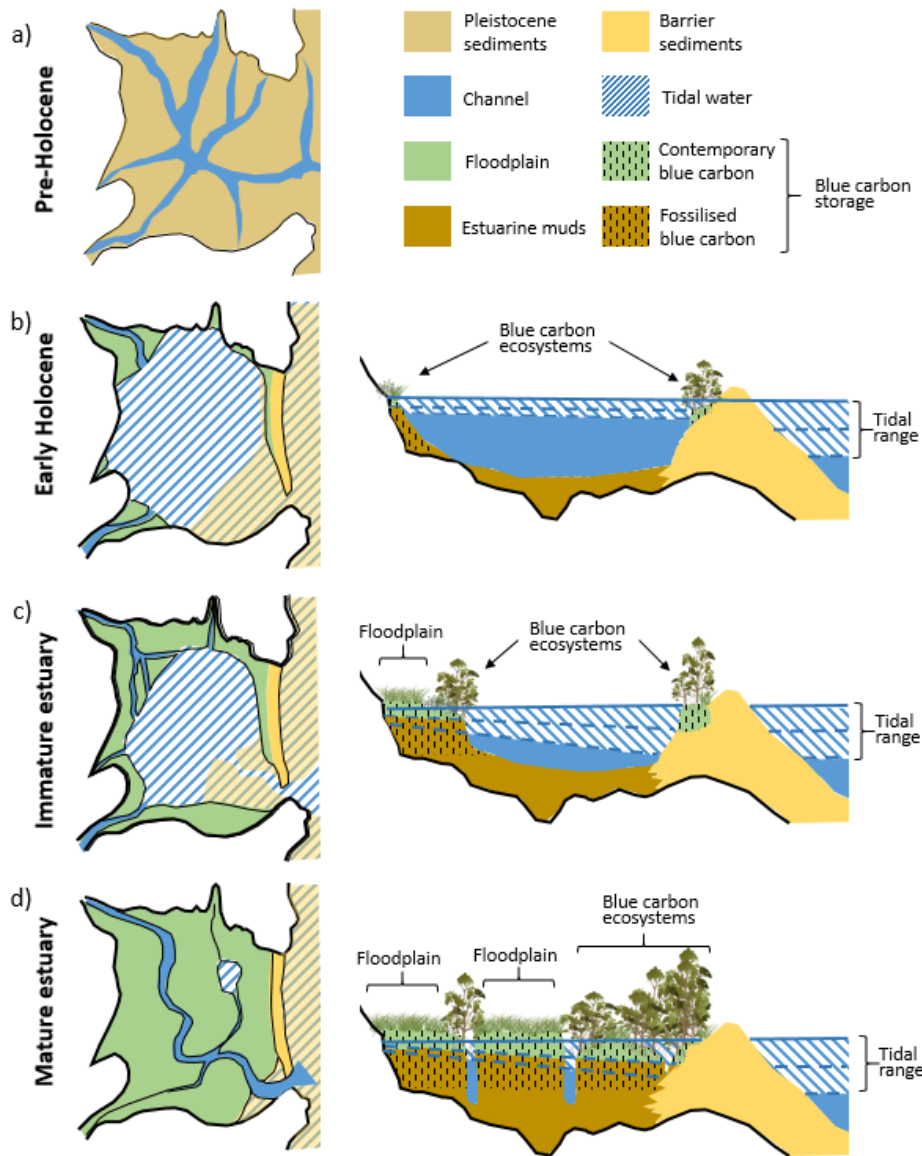 a)
Pre-Holocene
Pleistocene
sediments
Barrier
sediments
Channel
Tidal water
Floodplain
Contemporary
blue carbon
Estuarine muds
Fossilised
blue carbon
Blue carbon
storage
b)
Early Holocene
Blue carbon
ecosystems
Tidal
range
c)
Immature estuary
Floodplain
Blue carbon
ecosystems
Tidal
range
d)
Mature estuary
Floodplain
Floodplain
Blue carbon
ecosystems
Tidal
range